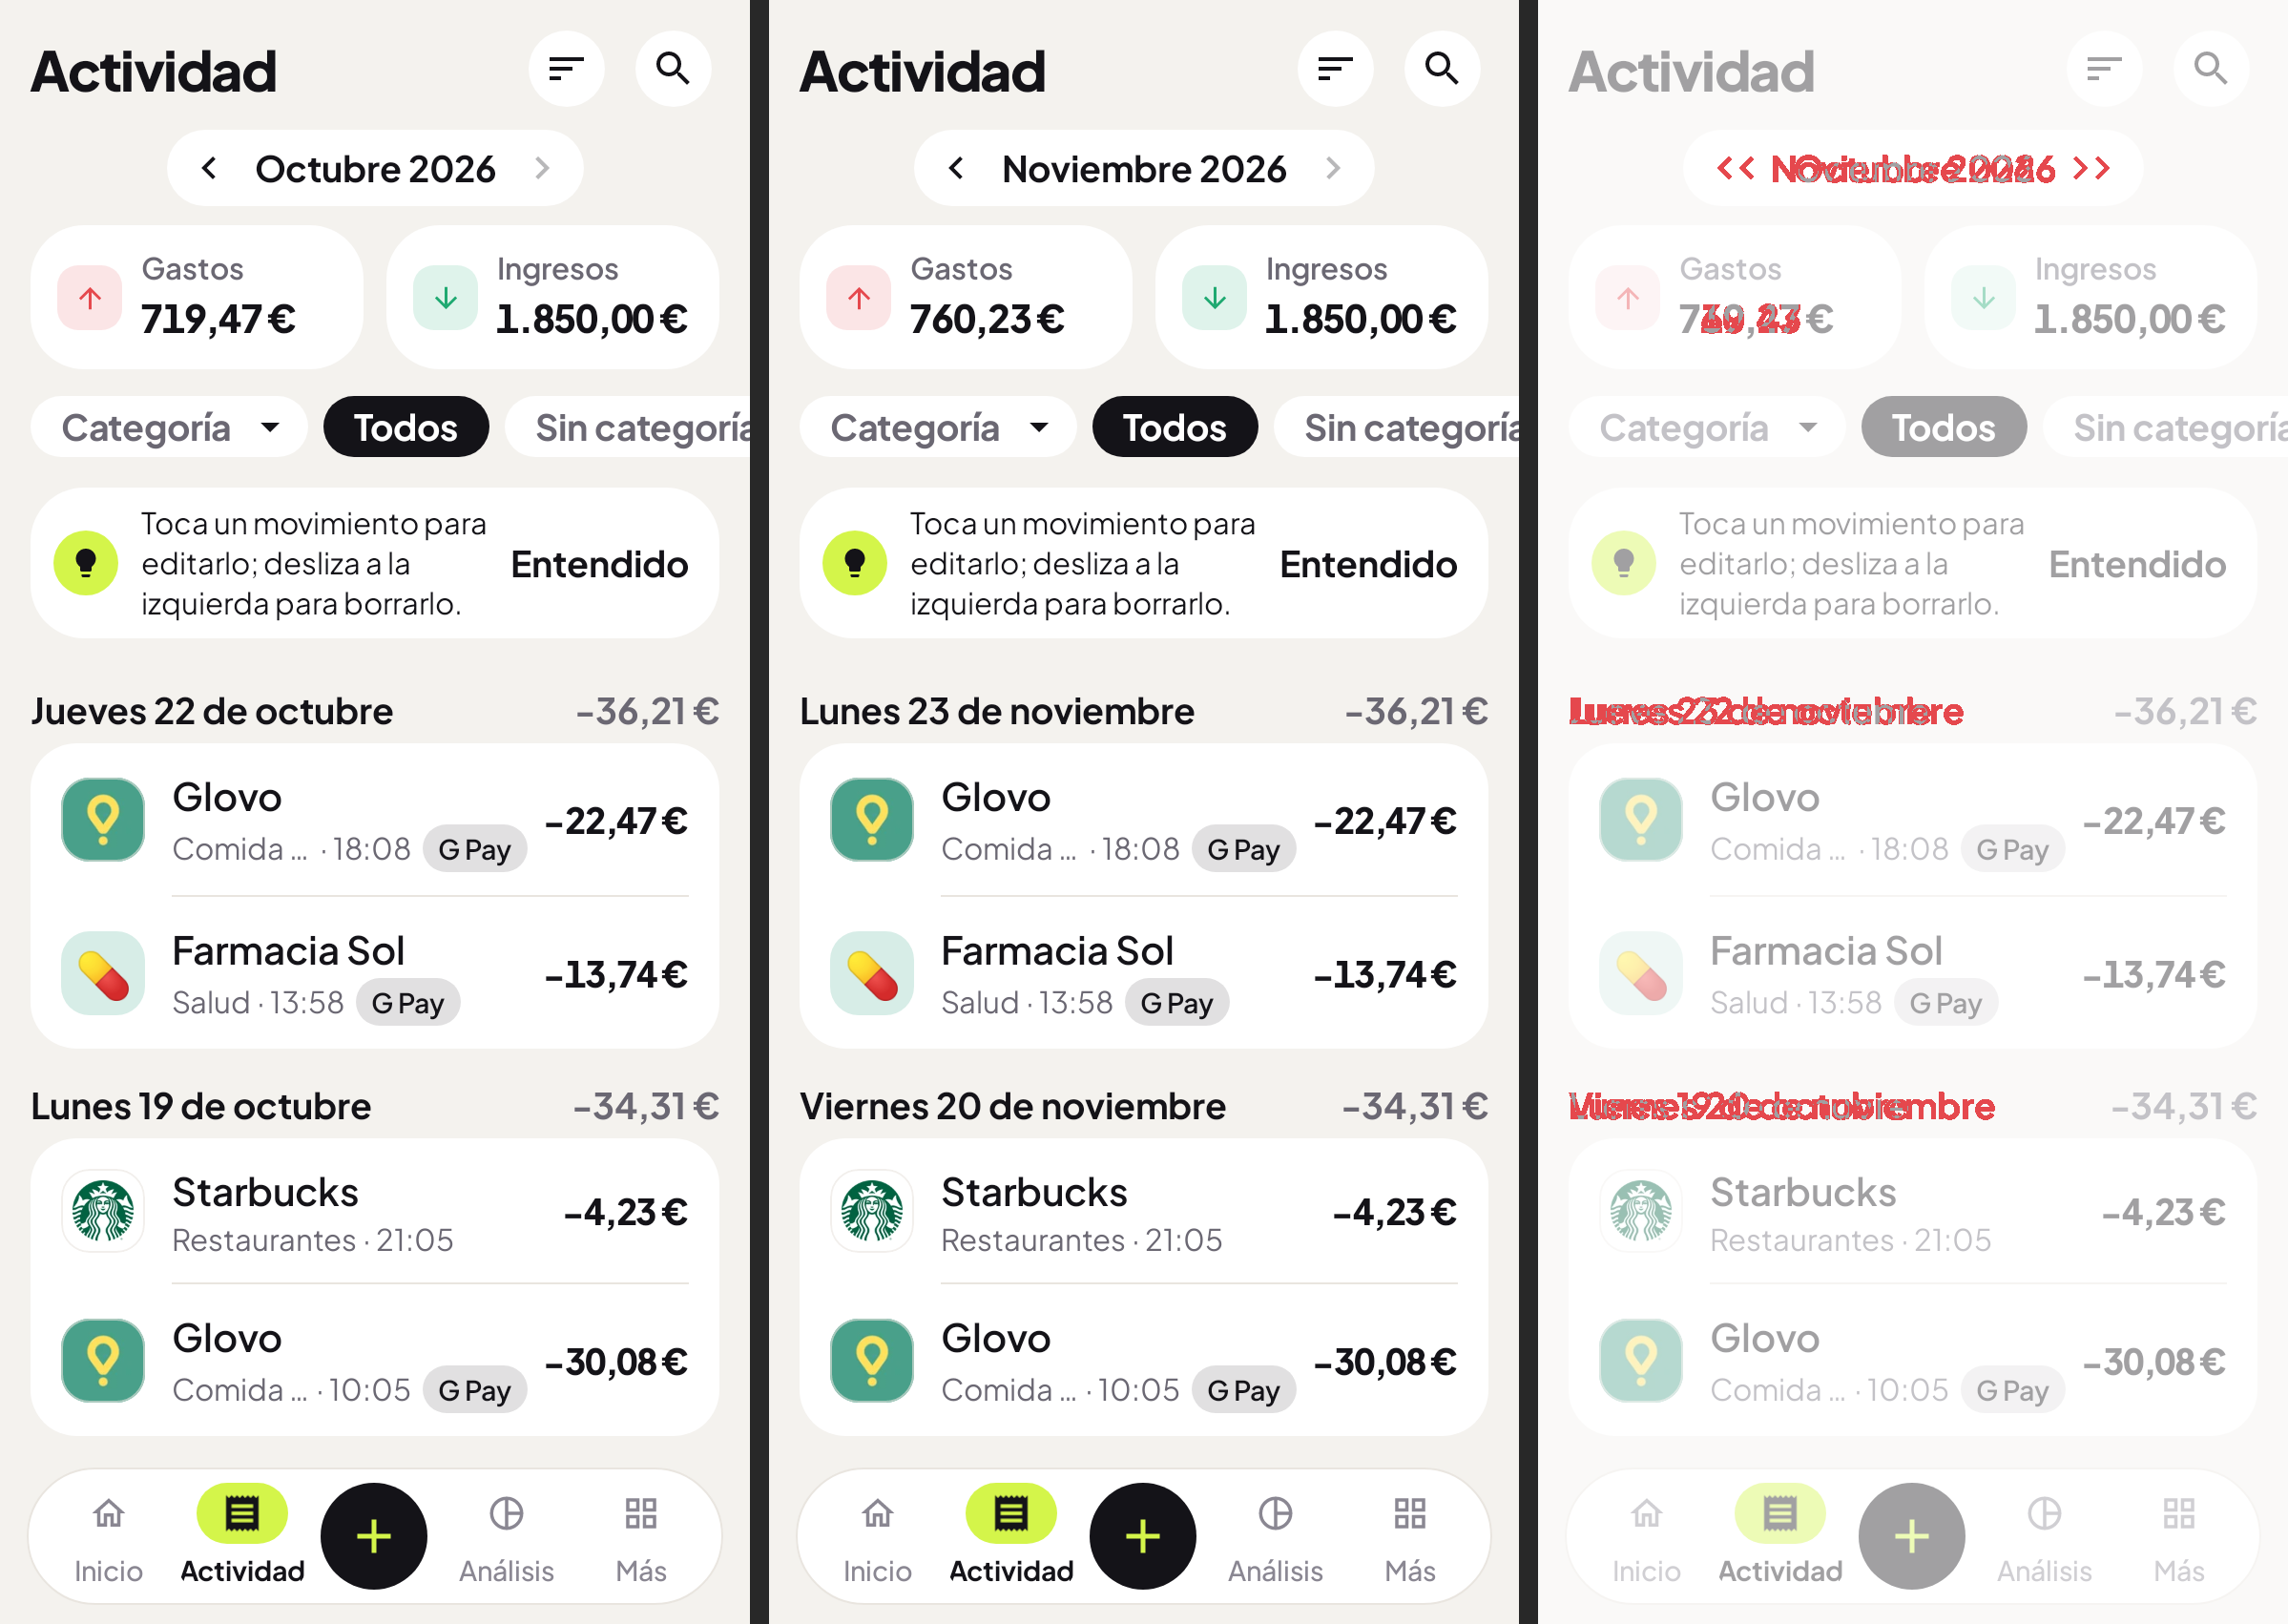 Actividad
Octubre 2026
Gastos
719,47 €
Ingresos
1.850,00 €
Categoría
Todos
Sin categoría
Toca un movimiento para
editarlo; desliza a la
izquierda para borrarlo.
Entendido
Jueves 22 de octubre
-36,21 €
Glovo
Comida ... · 18:08 G Pay
-22,47 €
Farmacia Sol
Salud · 13:58 G Pay
-13,74 €
Lunes 19 de octubre
-34,31 €
Starbucks
Restaurantes · 21:05
-4,23 €
Glovo
Comida ... · 10:05 G Pay
-30,08 €
Inicio
Actividad
Análisis
Más
Actividad
Noviembre 2026
Gastos
760,23 €
Ingresos
1.850,00 €
Categoría
Todos
Sin categoría
Toca un movimiento para
editarlo; desliza a la
izquierda para borrarlo.
Entendido
Lunes 23 de noviembre
-36,21 €
Glovo
Comida ... · 18:08 G Pay
-22,47 €
Farmacia Sol
Salud · 13:58 G Pay
-13,74 €
Viernes 20 de noviembre
-34,31 €
Starbucks
Restaurantes · 21:05
-4,23 €
Glovo
Comida ... · 10:05 G Pay
-30,08 €
Inicio
Actividad
Análisis
Más
Actividad
Gastos
Ingresos
1.850,00 €
Categoría
Todos
Sin categoría
Toca un movimiento para
editarlo; desliza a la
izquierda para borrarlo.
Entendido
-36,21 €
Glovo
Comida ... · 18:08 G Pay
-22,47 €
Farmacia Sol
Salud · 13:58 G Pay
-13,74 €
-34,31 €
Starbucks
Restaurantes · 21:05
-4,23 €
Glovo
Comida ... · 10:05 G Pay
-30,08 €
Inicio
Actividad
Análisis
Más